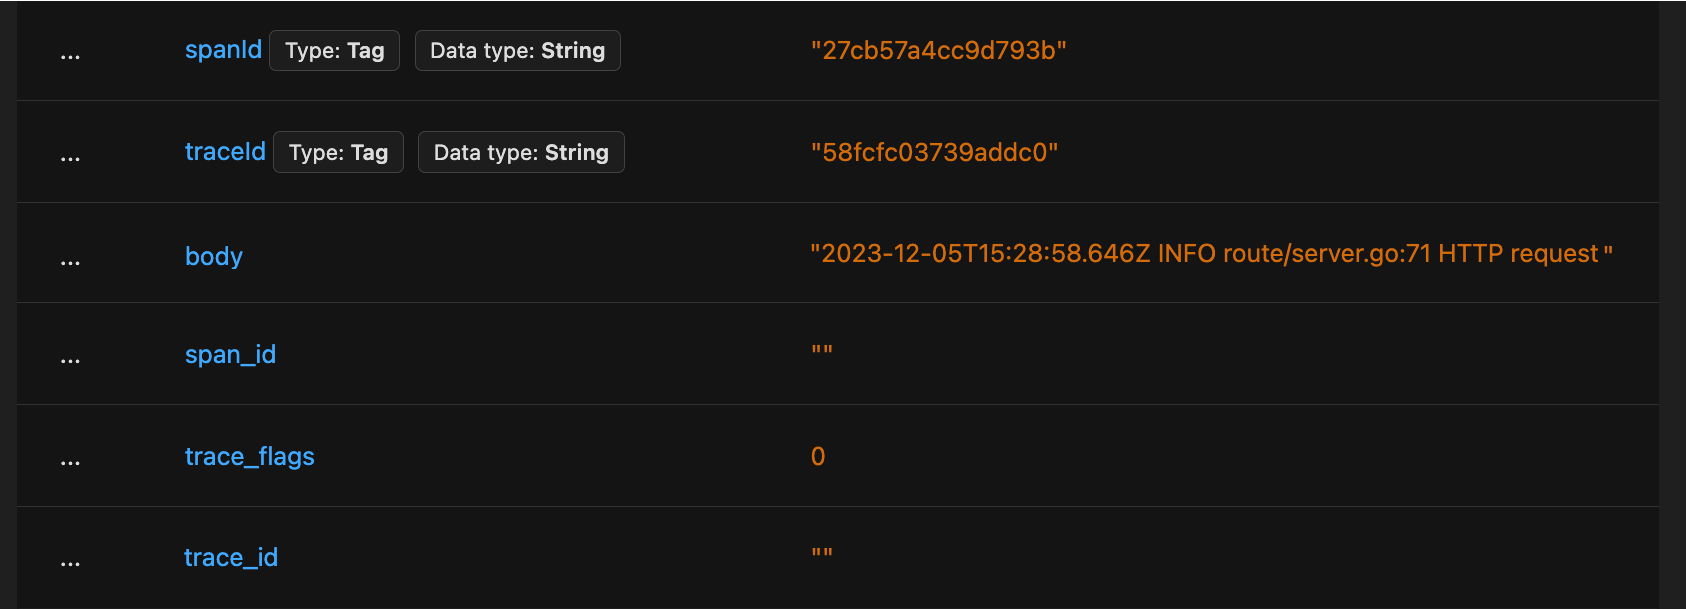 ... spanId Type: Tag Data type: String "27cb57a4cc9d793b"
... traceId Type: Tag Data type: String "58fcfc03739addc0"
... body "2023-12-05T15:28:58.646Z INFO route/server.go:71 HTTP request "
... span_id ""
... trace_flags 0
... trace_id ""